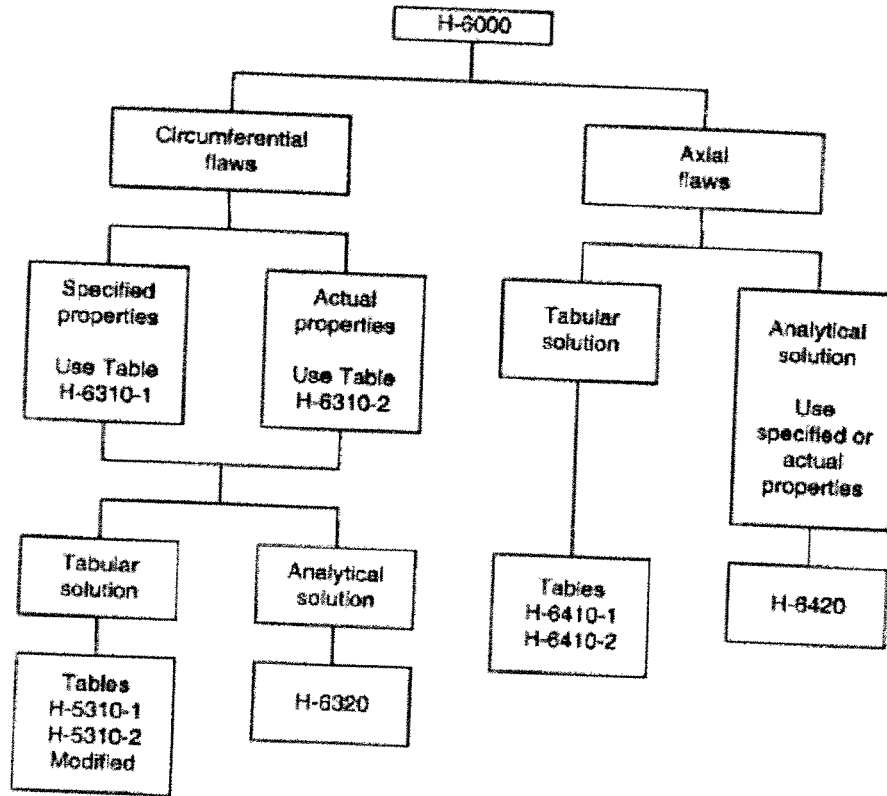 H-6000
Circumferential
flaws
Axial
flaws
Specified
properties
Use Table
H-6310-1
Actual
properties
Use Table
H-6310-2
Tabular
solution
Analytical
solution
Use
specified or
actual
properties
Tabular
solution
Analytical
solution
Tables
H-6410-1
H-6410-2
H-6420
Tables
H-5310-1
H-5310-2
Modified
H-6320